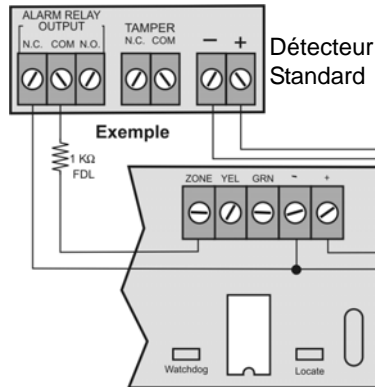 ALARM RELAY
OUTPUT
N.C. COM N.O.
TAMPER
N.C. COM
− +
Détecteur
Standard
Exemple
1 KΩ
FDL
ZONE YEL GRN - +
Watchdog
Locate